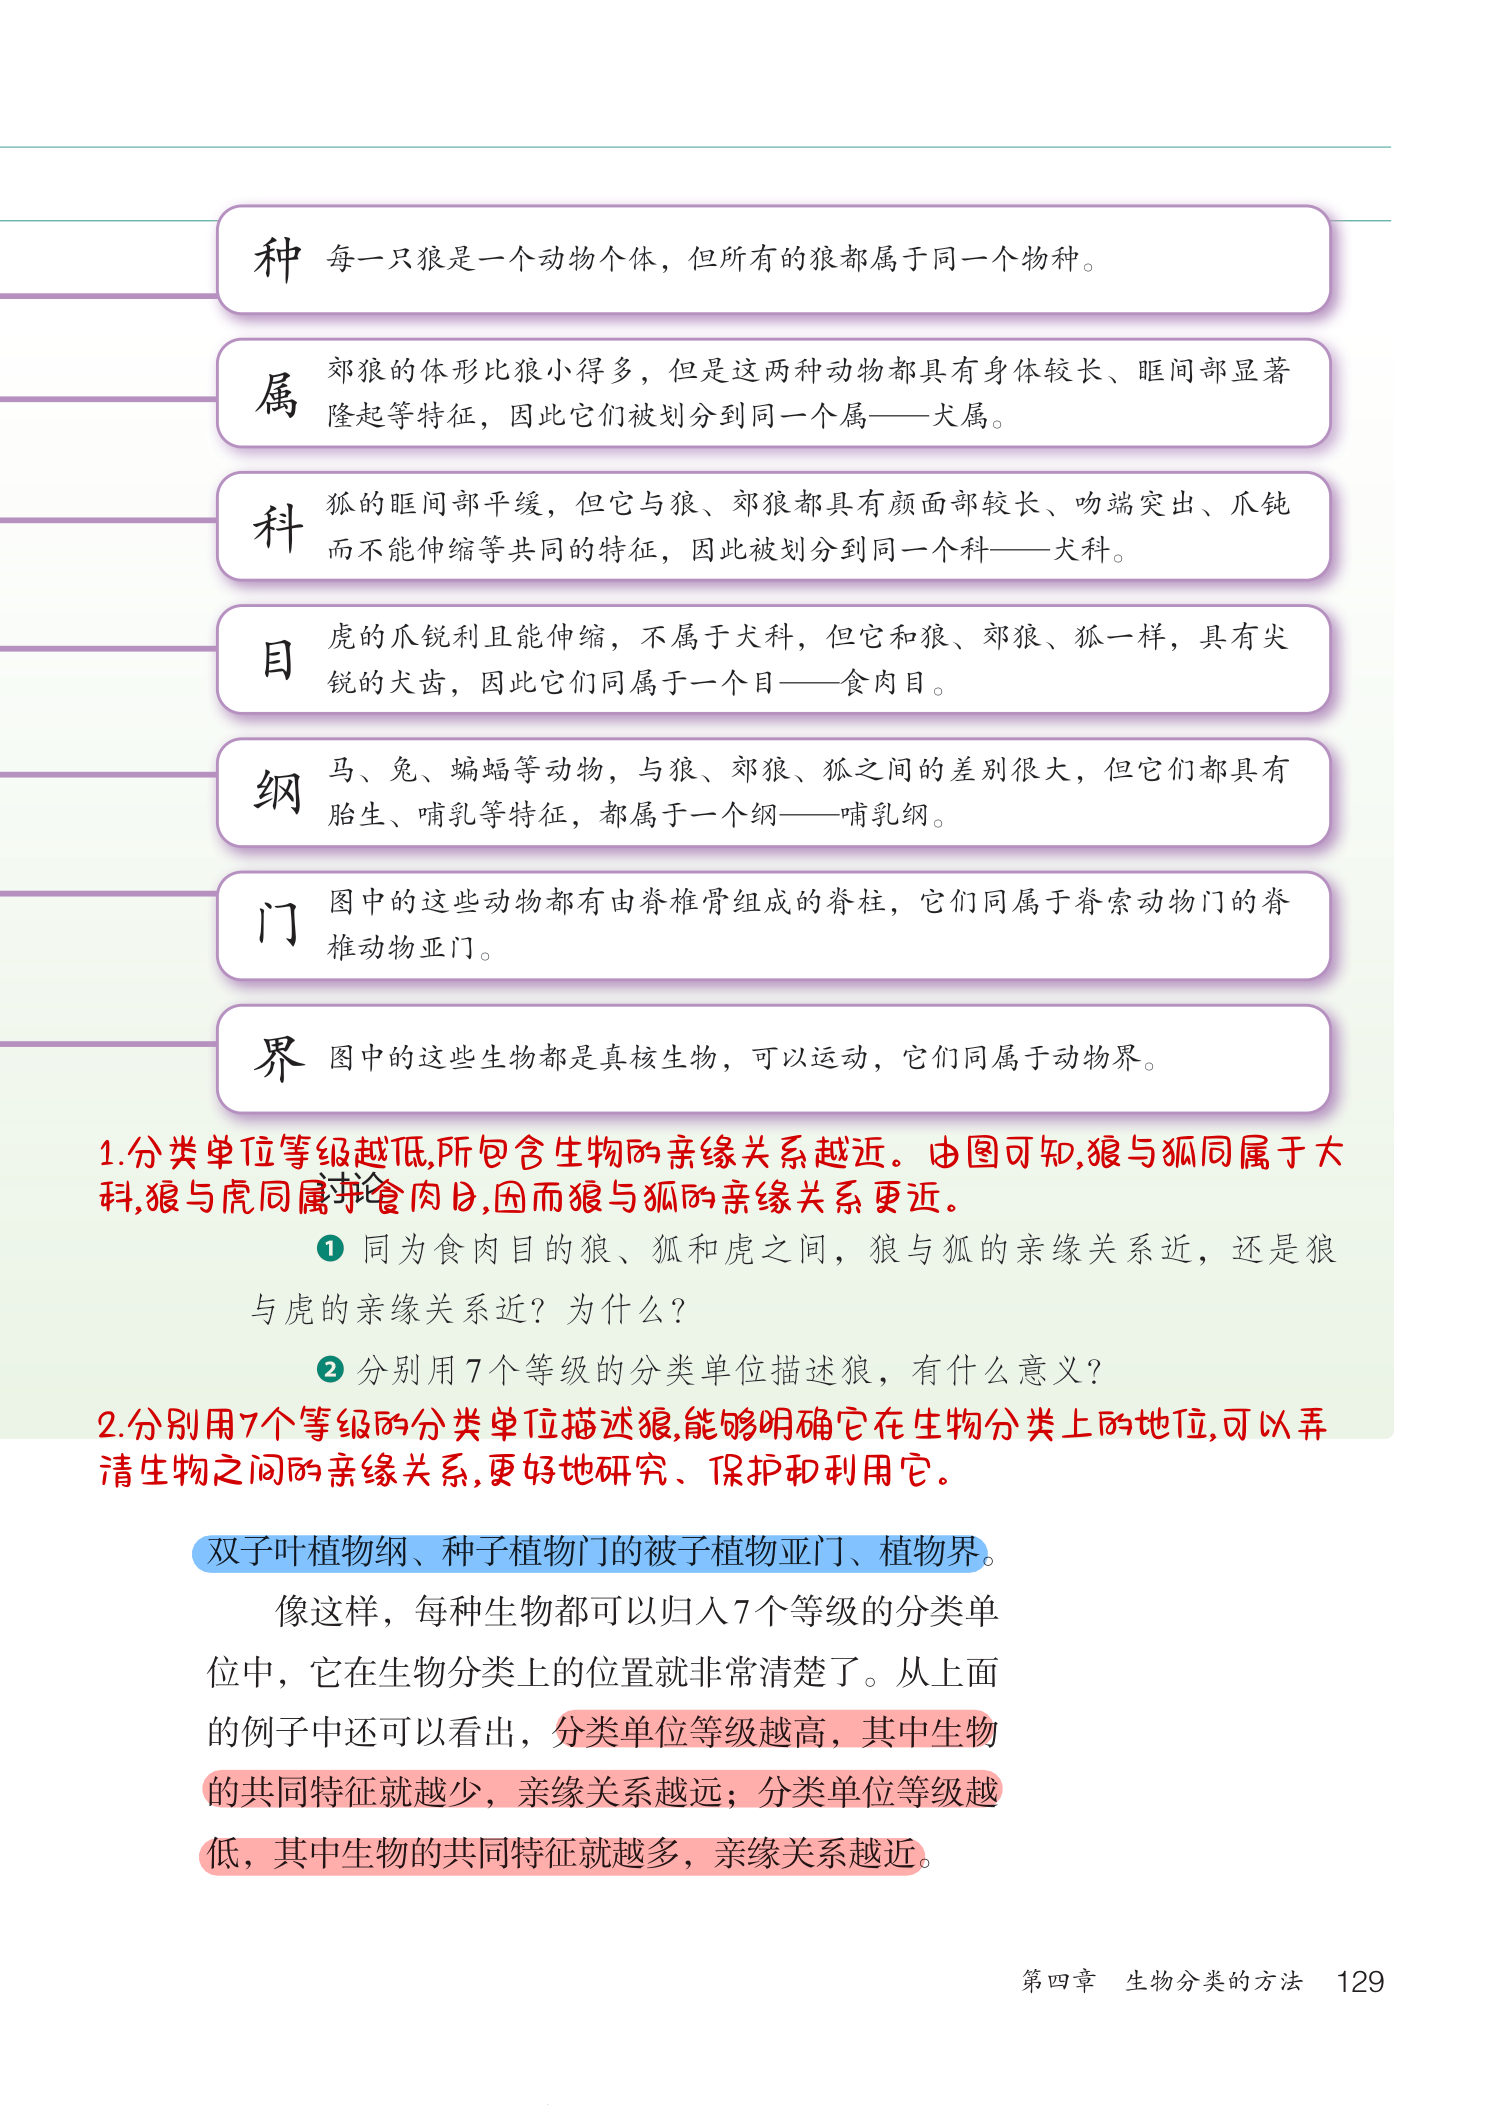 种 每一只狼是一个动物个体，但所有的狼都属于同一个物种。
属 郊狼的体形比狼小得多，但是这两种动物都具有身体较长、眶间部显著
隆起等特征，因此它们被划分到同一个属——犬属。
科 狐的眶间部平缓，但它与狼、郊狼都具有颜面部较长、吻端突出、爪钝
而不能伸缩等共同的特征，因此被划分到同一个科——犬科。
目 虎的爪锐利且能伸缩，不属于犬科，但它和狼、郊狼、狐一样，具有尖
锐的犬齿，因此它们同属于一个目——食肉目。
纲 马、兔、蝙蝠等动物，与狼、郊狼、狐之间的差别很大，但它们都具有
胎生、哺乳等特征，都属于一个纲——哺乳纲。
门 图中的这些动物都有由脊椎骨组成的脊柱，它们同属于脊索动物门的脊
椎动物亚门。
界 图中的这些生物都是真核生物，可以运动，它们同属于动物界。
1.分类单位等级越低,所包含生物的亲缘关系越近。由图可知,狼与狐同属于犬
科,狼与虎同属于食肉目,因而狼与狐的亲缘关系更近。
讨论
1 同为食肉目的狼、狐和虎之间，狼与狐的亲缘关系近，还是狼
与虎的亲缘关系近？为什么？
2 分别用7个等级的分类单位描述狼，有什么意义？
2.分别用7个等级的分类单位描述狼,能够明确它在生物分类上的地位,可以弄
清生物之间的亲缘关系,更好地研究、保护和利用它。
双子叶植物纲、种子植物门的被子植物亚门、植物界。
像这样，每种生物都可以归入7个等级的分类单
位中，它在生物分类上的位置就非常清楚了。从上面
的例子中还可以看出，分类单位等级越高，其中生物
的共同特征就越少，亲缘关系越远；分类单位等级越
低，其中生物的共同特征就越多，亲缘关系越近。
第四章 生物分类的方法 129